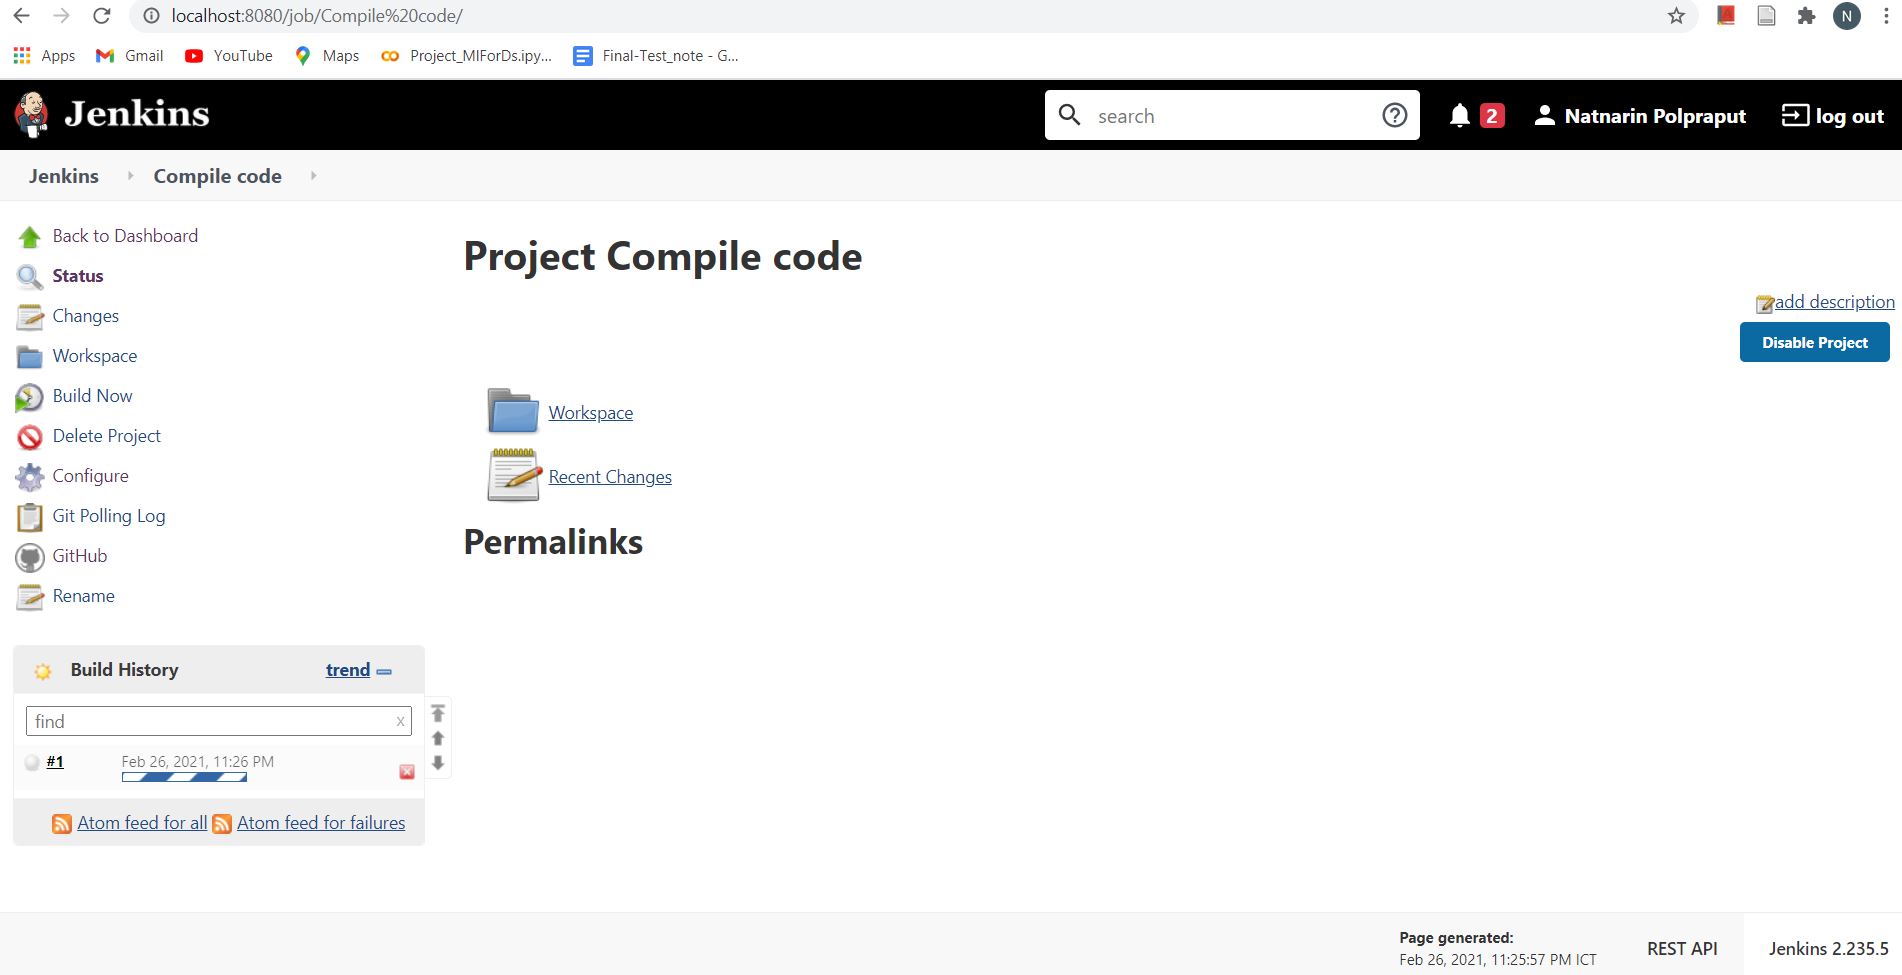 localhost:8080/job/Compile%20code/
N
Apps Gmail YouTube Maps Project_MlForDs.ipy... Final-Test_note - G...
Jenkins search 2 Natnarin Polpraput log out
Jenkins Compile code
Back to Dashboard
Status
Changes
Workspace
Build Now
Delete Project
Configure
Git Polling Log
GitHub
Rename
Project Compile code
add description
Disable Project
Workspace
Recent Changes
Permalinks
Build History trend
find x
#1 Feb 26, 2021, 11:26 PM
Atom feed for all Atom feed for failures
Page generated:
Feb 26, 2021, 11:25:57 PM ICT
REST API
Jenkins 2.235.5